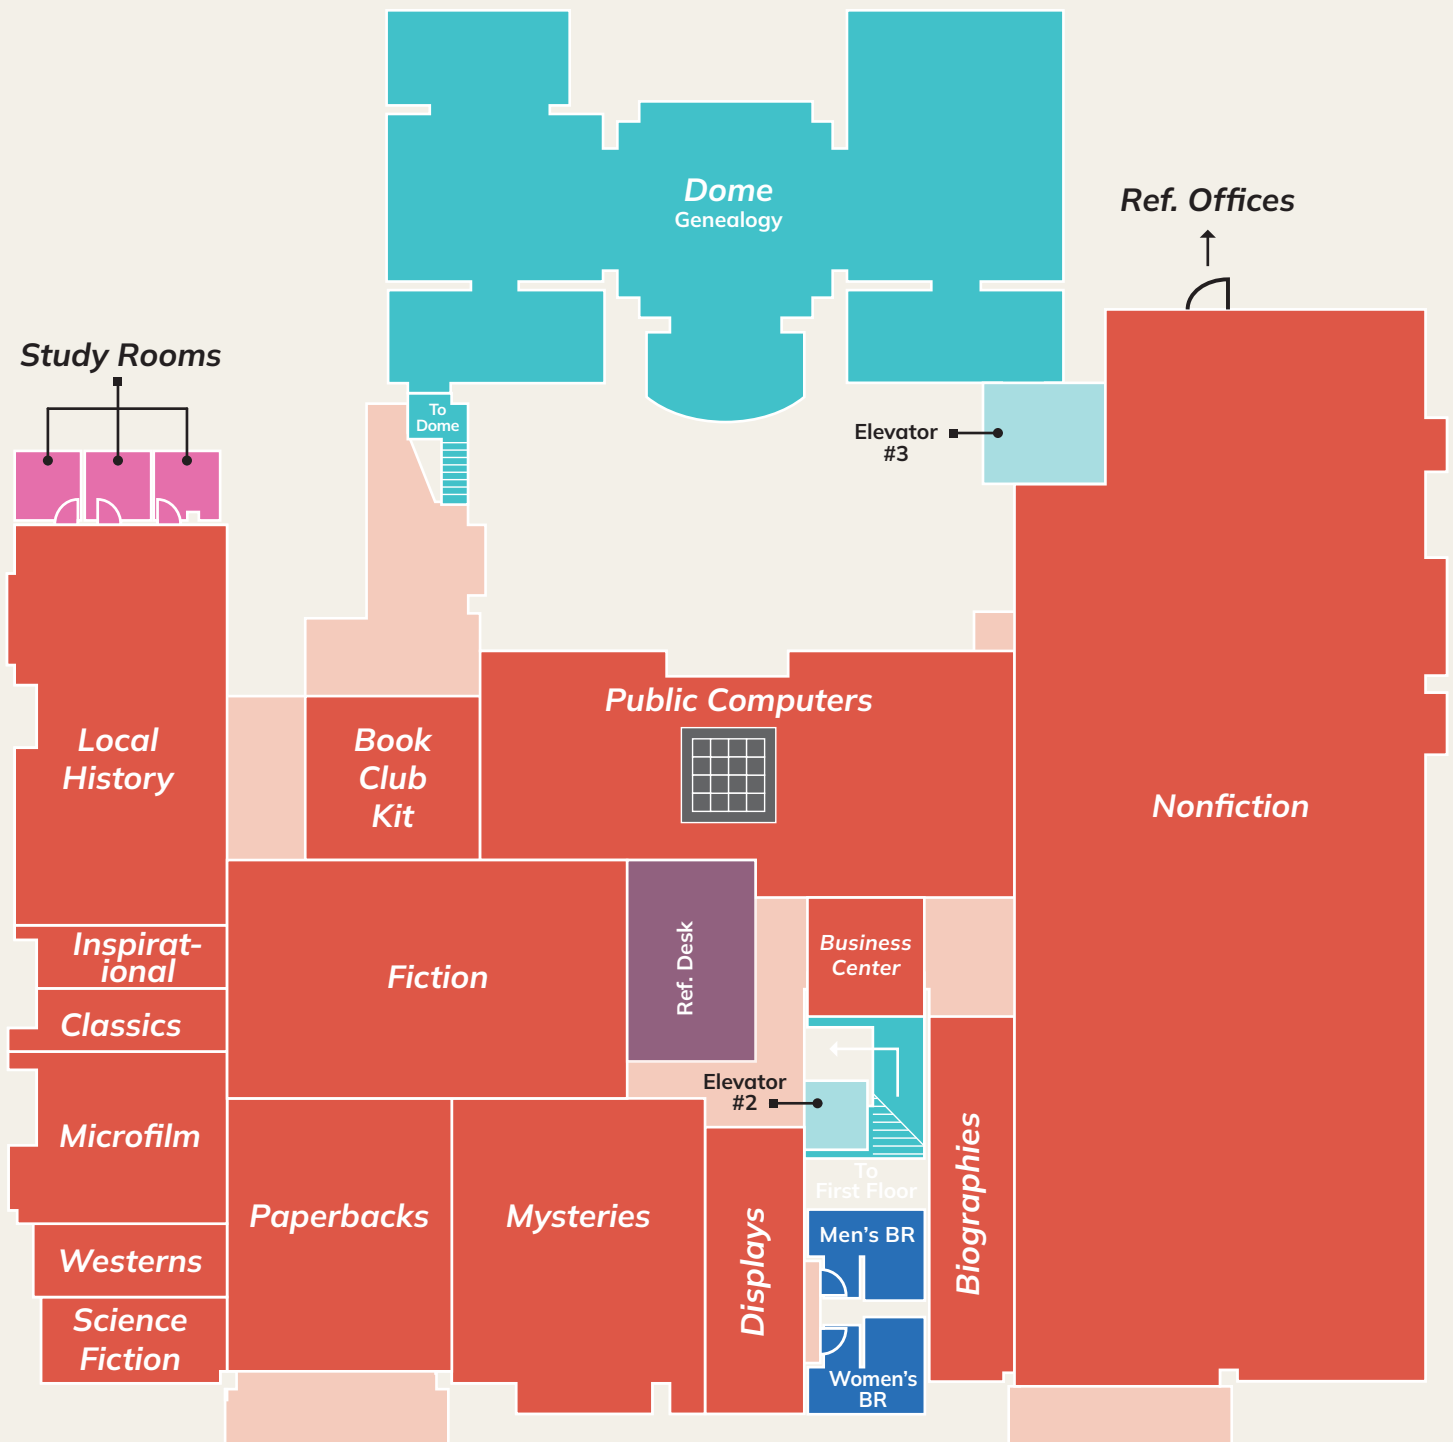 Dome
Genealogy
Ref. Offices
Study Rooms
To
Dome
Elevator
#3
Public Computers
Local
History
Book
Club
Kit
Nonfiction
Inspirat-
ional
Fiction
Ref. Desk
Business
Center
Classics
Elevator
#2
Microfilm
To
First Floor
Paperbacks
Mysteries
Displays
Men's BR
Biographies
Westerns
Science
Fiction
Women's
BR